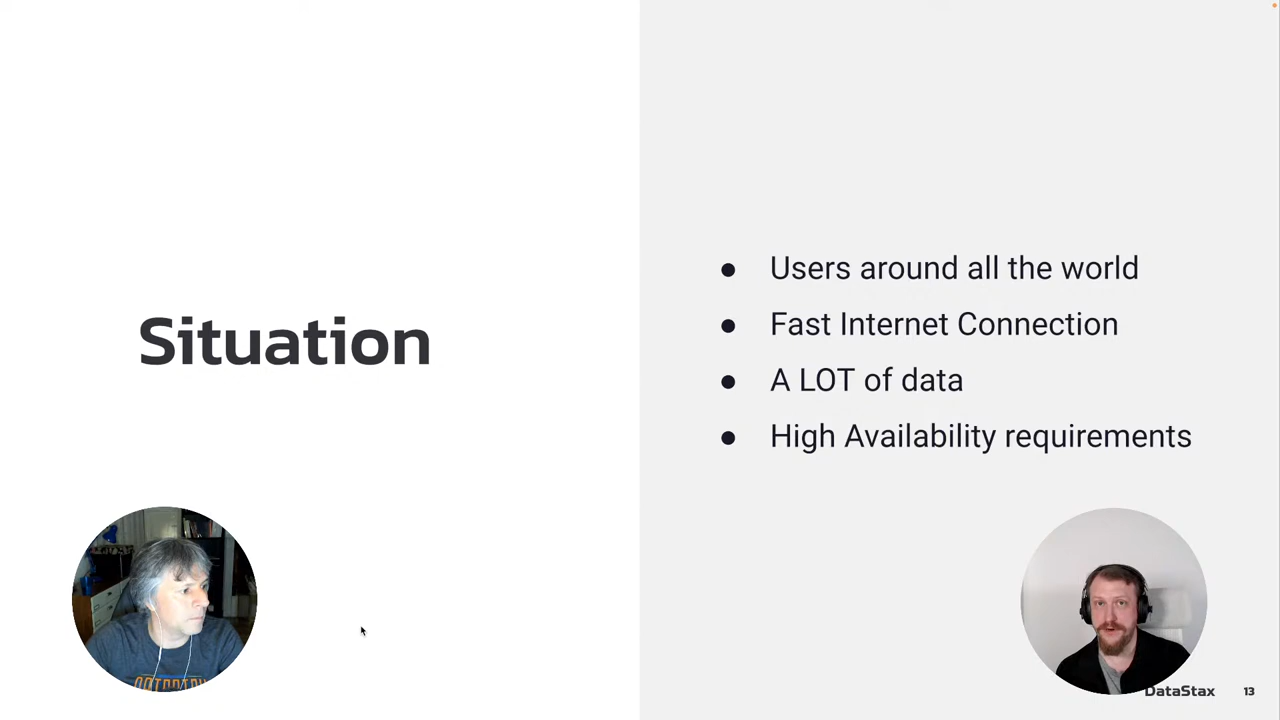 Situation
● Users around all the world
● Fast Internet Connection
● A LOT of data
● High Availability requirements
DataStax 13